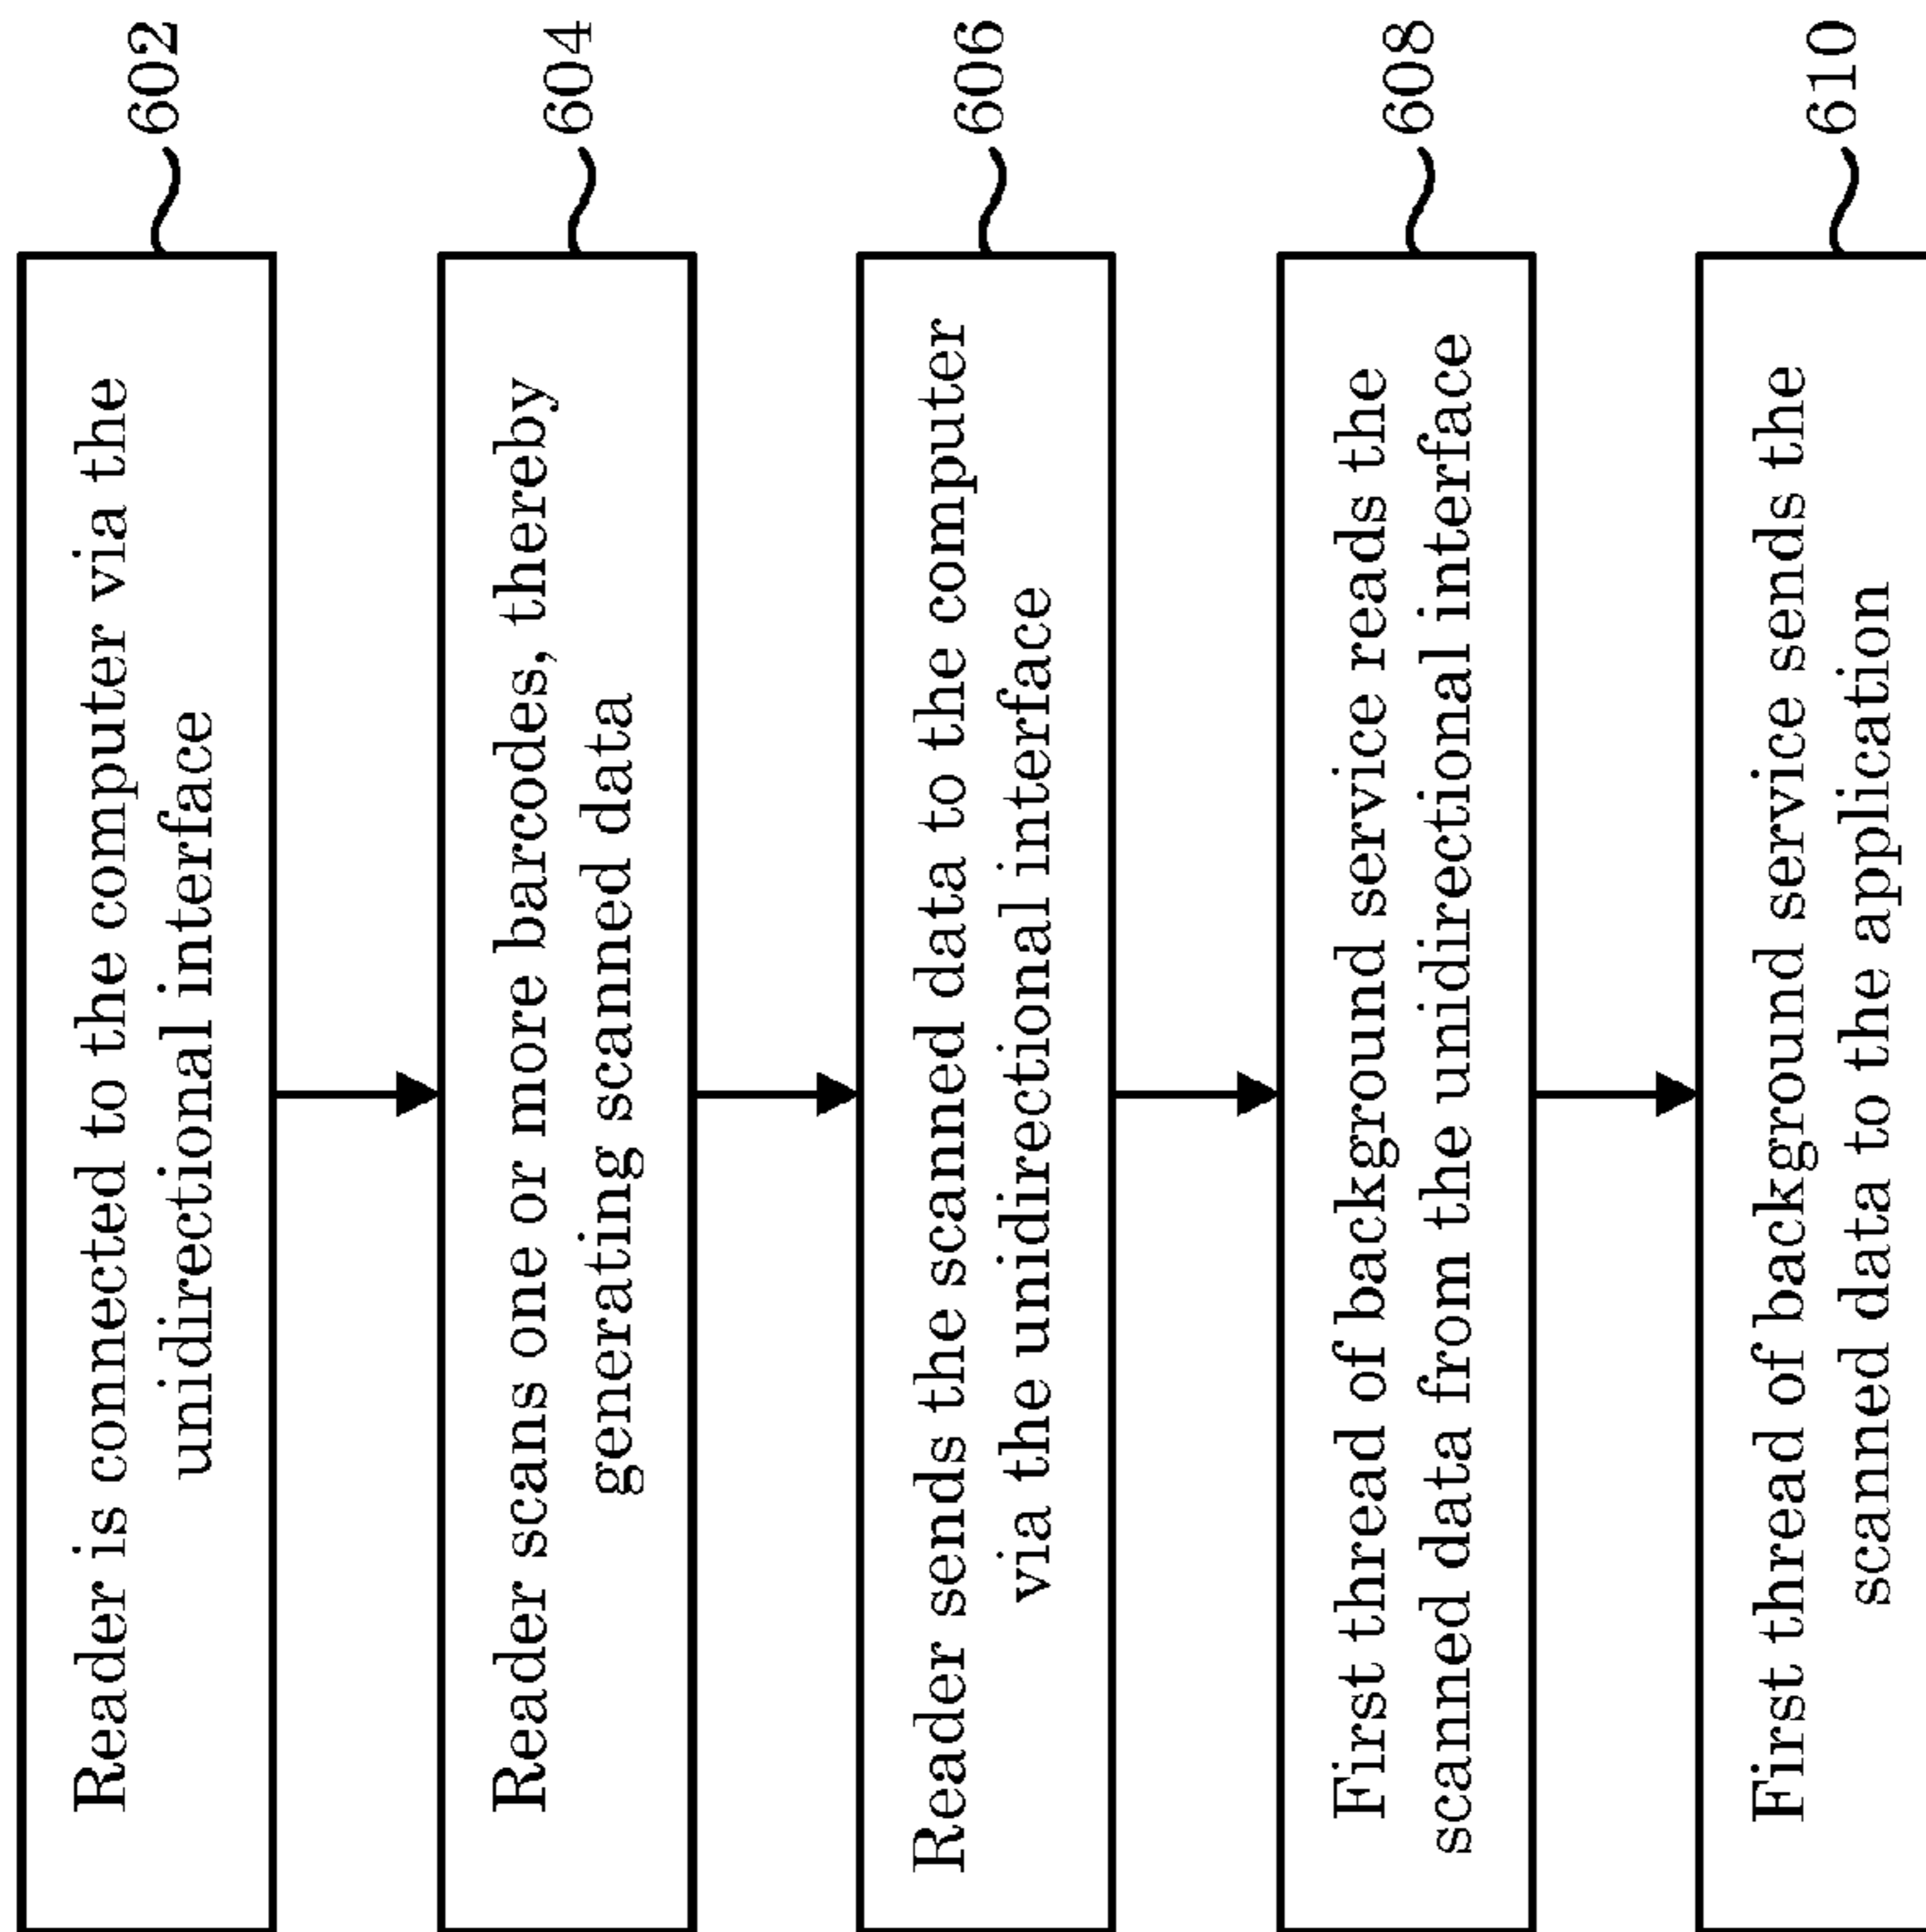 Reader is connected to the computer via the
unidirectional interface
602
Reader scans one or more barcodes, thereby
generating scanned data
604
Reader sends the scanned data to the computer
via the unidirectional interface
606
First thread of background service reads the
scanned data from the unidirectional interface
608
First thread of background service sends the
scanned data to the application
610